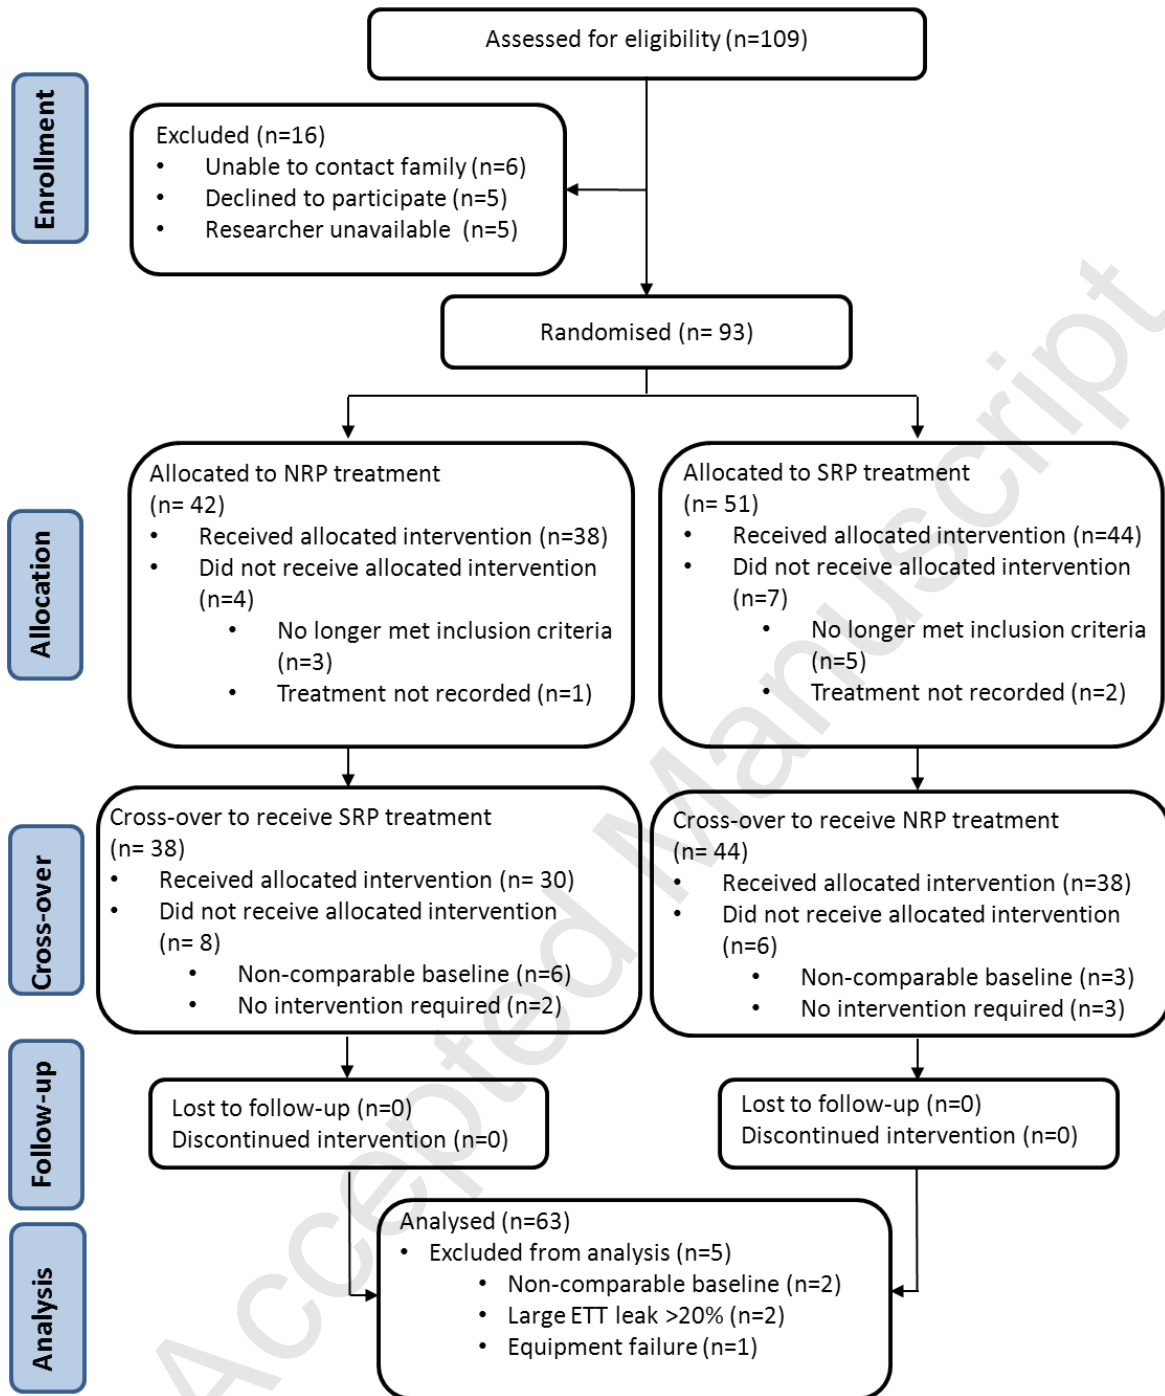 Assessed for eligibility (n=109)
Enrollment
Excluded (n=16)
• Unable to contact family (n=6)
• Declined to participate (n=5)
• Researcher unavailable (n=5)
Randomised (n= 93)
Allocation
Allocated to NRP treatment
(n= 42)
• Received allocated intervention (n=38)
• Did not receive allocated intervention
(n=4)
• No longer met inclusion criteria
(n=3)
• Treatment not recorded (n=1)
Allocated to SRP treatment
(n= 51)
• Received allocated intervention (n=44)
• Did not receive allocated intervention
(n=7)
• No longer met inclusion criteria
(n=5)
• Treatment not recorded (n=2)
Cross-over
Cross-over to receive SRP treatment
(n= 38)
• Received allocated intervention (n= 30)
• Did not receive allocated intervention
(n= 8)
• Non-comparable baseline (n=6)
• No intervention required (n=2)
Cross-over to receive NRP treatment
(n= 44)
• Received allocated intervention (n=38)
• Did not receive allocated intervention
(n=6)
• Non-comparable baseline (n=3)
• No intervention required (n=3)
Follow-up
Lost to follow-up (n=0)
Discontinued intervention (n=0)
Lost to follow-up (n=0)
Discontinued intervention (n=0)
Analysis
Analysed (n=63)
• Excluded from analysis (n=5)
• Non-comparable baseline (n=2)
• Large ETT leak >20% (n=2)
• Equipment failure (n=1)
Accepted Manuscript